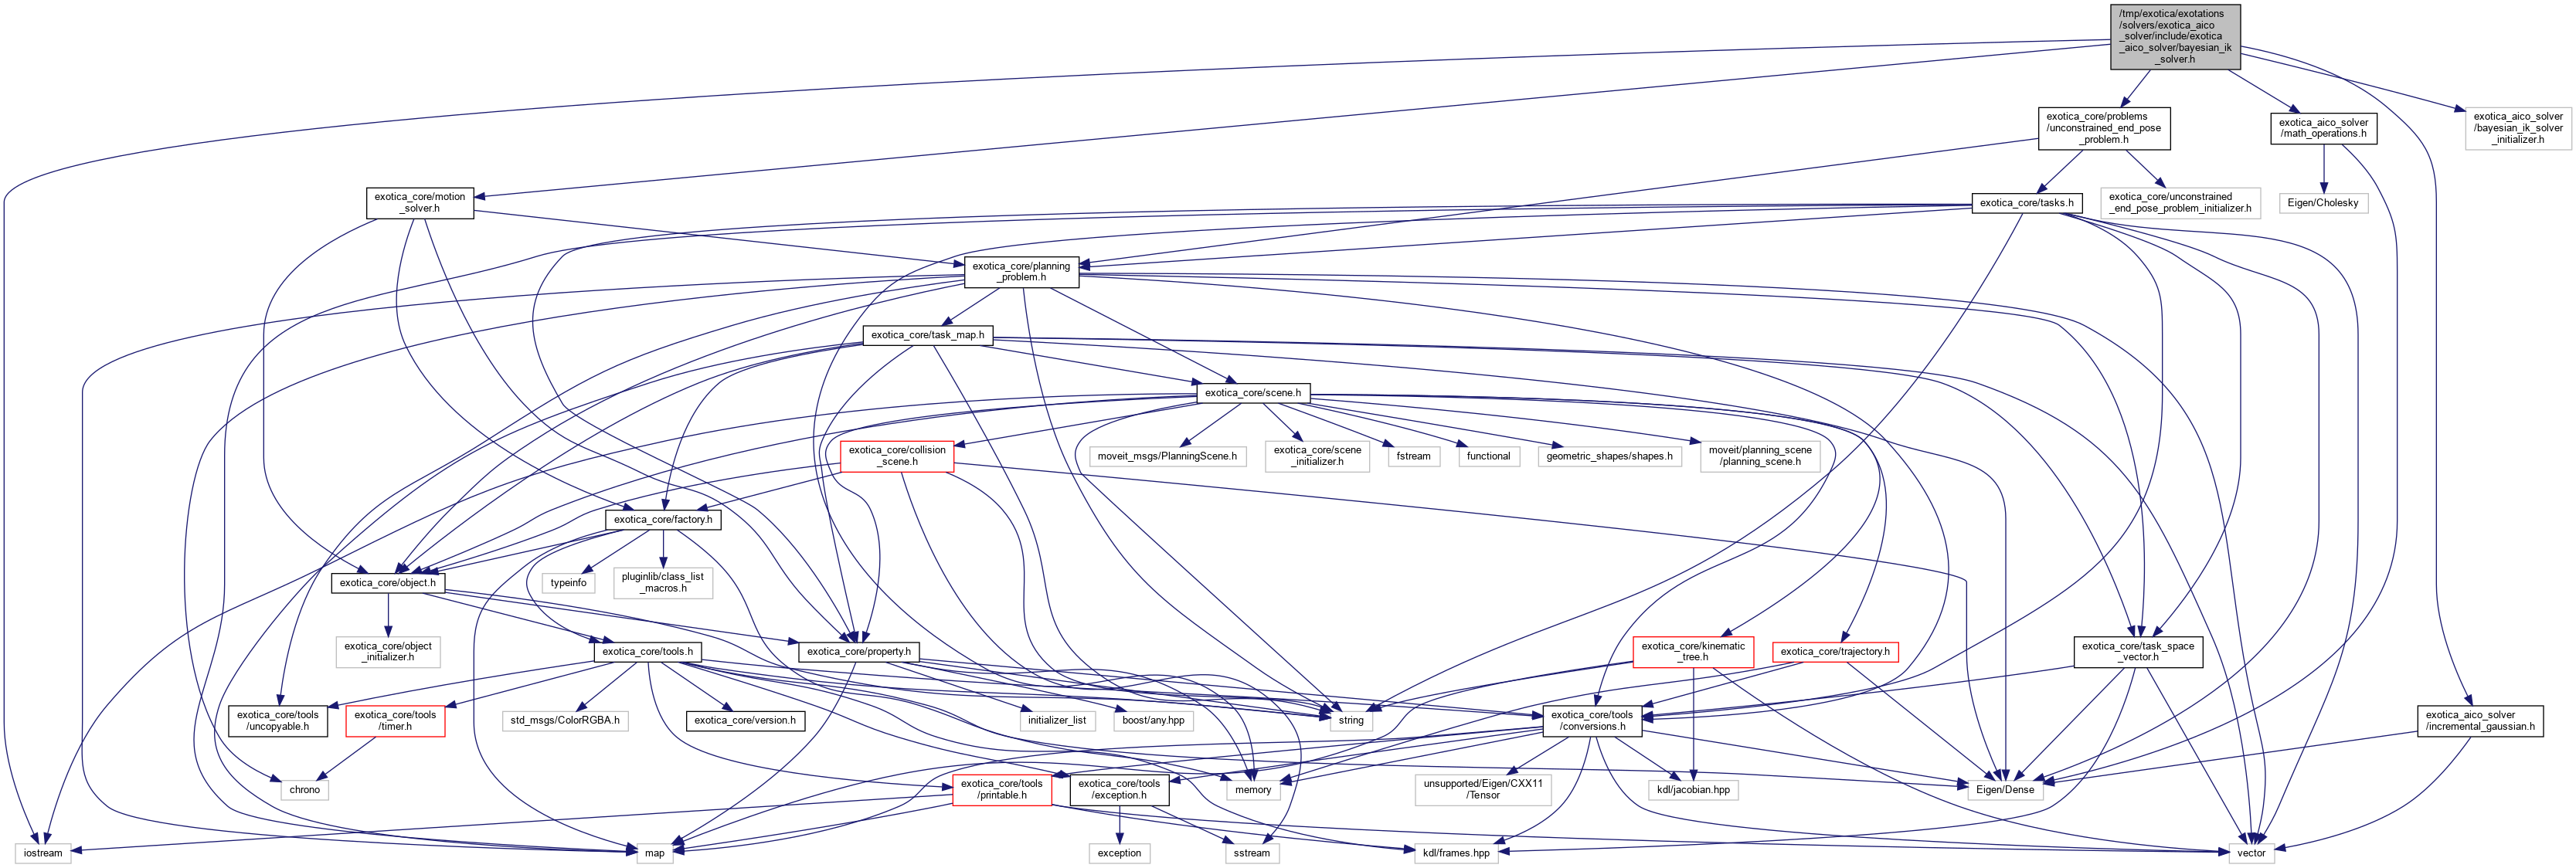 /tmp/exotica/exotations
/solvers/exotica_aico
_solver/include/exotica
_aico_solver/bayesian_ik
_solver.h
exotica_core/problems
/unconstrained_end_pose
_problem.h
exotica_aico_solver
/math_operations.h
exotica_aico_solver
/bayesian_ik_solver
_initializer.h
exotica_core/motion
_solver.h
exotica_core/tasks.h
exotica_core/unconstrained
_end_pose_problem_initializer.h
Eigen/Cholesky
exotica_core/planning
_problem.h
exotica_core/task_map.h
exotica_core/scene.h
exotica_core/collision
_scene.h
moveit_msgs/PlanningScene.h
exotica_core/scene
_initializer.h
fstream
functional
geometric_shapes/shapes.h
moveit/planning_scene
/planning_scene.h
exotica_core/factory.h
exotica_core/object.h
typeinfo
pluginlib/class_list
_macros.h
exotica_core/object
_initializer.h
exotica_core/tools.h
exotica_core/property.h
exotica_core/kinematic
_tree.h
exotica_core/trajectory.h
exotica_core/task_space
_vector.h
exotica_core/tools
/uncopyable.h
exotica_core/tools
/timer.h
std_msgs/ColorRGBA.h
exotica_core/version.h
initializer_list
boost/any.hpp
string
exotica_core/tools
/conversions.h
exotica_aico_solver
/incremental_gaussian.h
chrono
exotica_core/tools
/printable.h
exotica_core/tools
/exception.h
memory
unsupported/Eigen/CXX11
/Tensor
kdl/jacobian.hpp
Eigen/Dense
iostream
map
exception
sstream
kdl/frames.hpp
vector